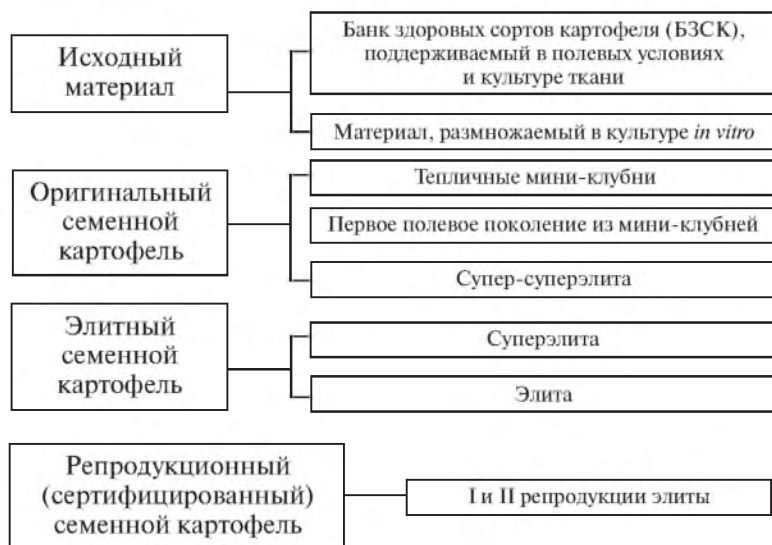 Исходный
материал
Банк здоровых сортов картофеля (БЗСК),
поддерживаемый в полевых условиях
и культуре ткани
Материал, размножаемый в культуре in vitro
Оригинальный
семенной
картофель
Тепличные мини-клубни
Первое полевое поколение из мини-клубней
Супер-суперэлита
Элитный
семенной
картофель
Суперэлита
Элита
Репродукционный
(сертифицированный)
семенной картофель
I и II репродукции элиты